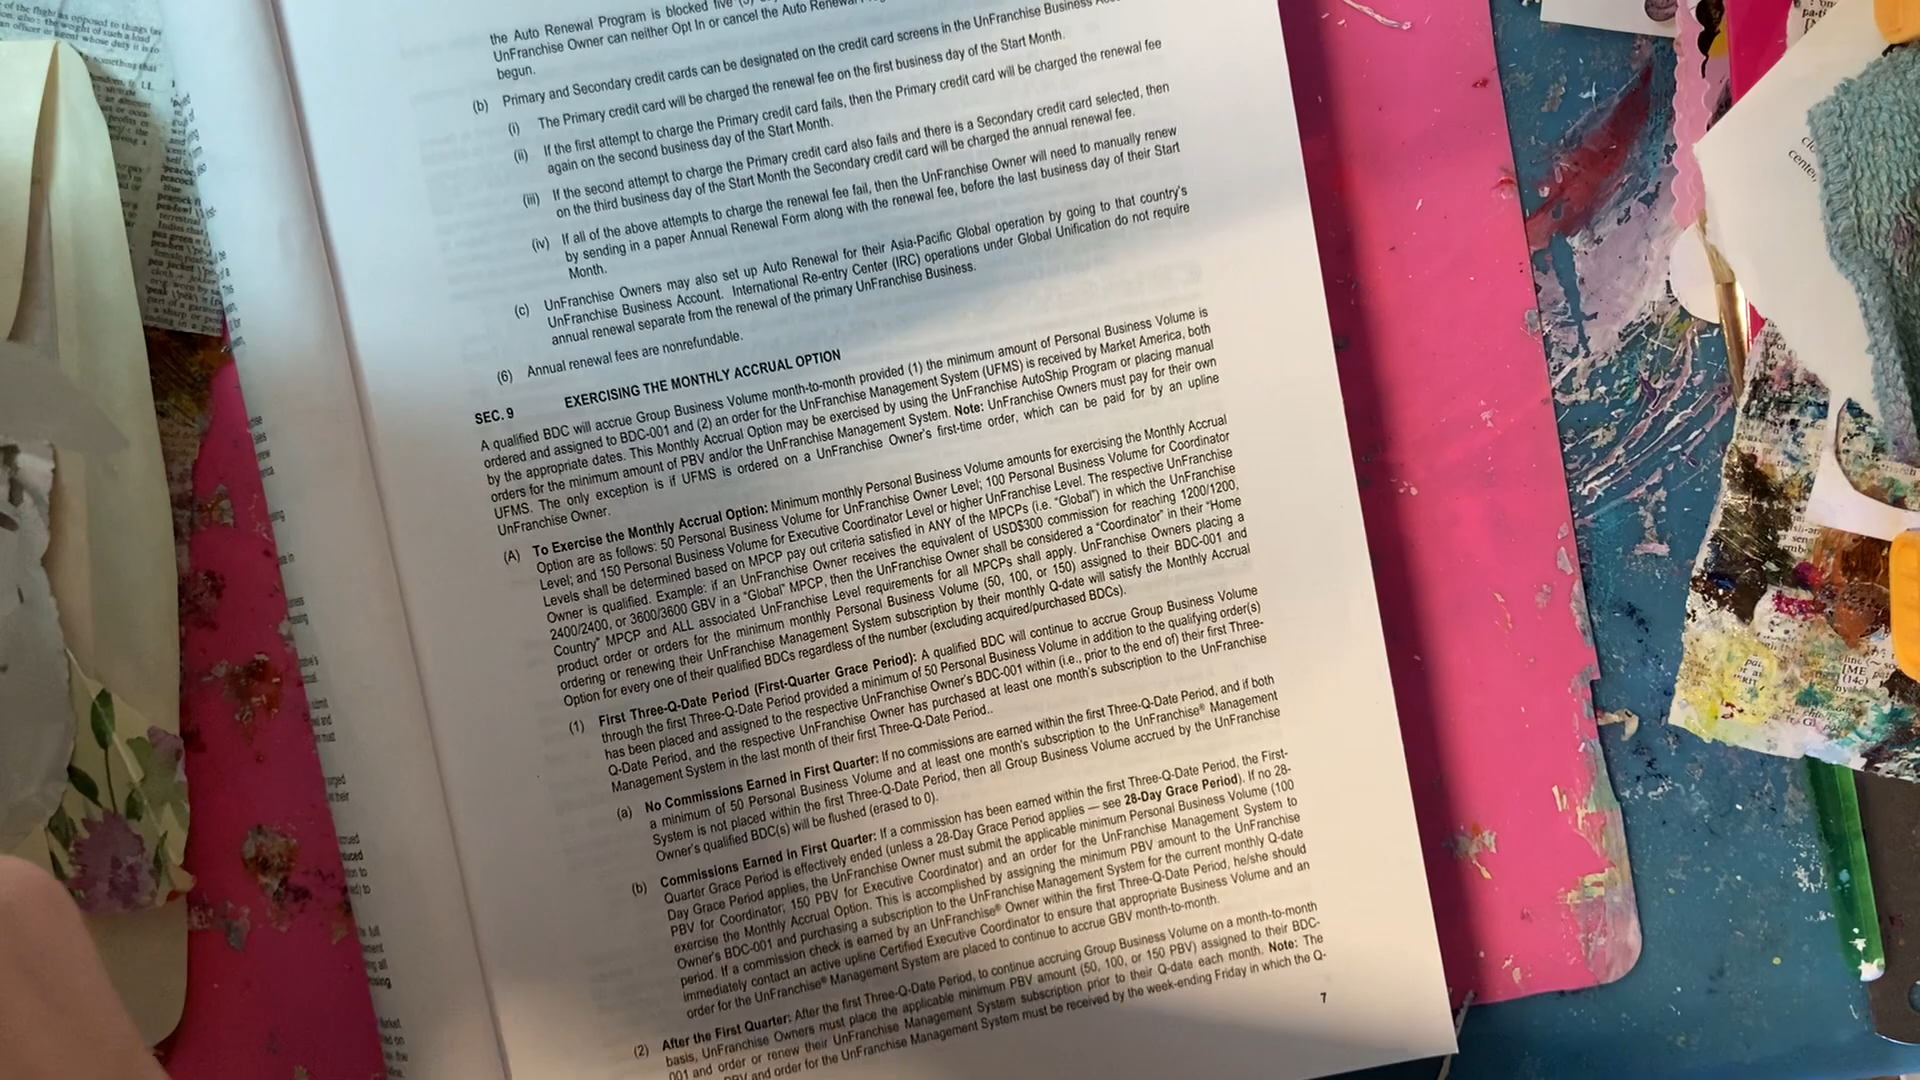 the Auto Renewal Program is blocked five (5)
UnFranchise Owner can neither Opt In or cancel the Auto Renewal
begun.
(b) Primary and Secondary credit cards can be designated on the credit card screens in the UnFranchise Business
(i) The Primary credit card will be charged the renewal fee on the first business day of the Start Month.
(ii) If the first attempt to charge the Primary credit card fails, then the Primary credit card will be charged the renewal fee
again on the second business day of the Start Month.
(iii) If the second attempt to charge the Primary credit card also fails and there is a Secondary credit card selected, then
on the third business day of the Start Month the Secondary credit card will be charged the annual renewal fee.
(iv) If all of the above attempts to charge the renewal fee fail, then the UnFranchise Owner will need to manually renew
by sending in a paper Annual Renewal Form along with the renewal fee, before the last business day of their Start
Month.
(c) UnFranchise Owners may also set up Auto Renewal for their Asia-Pacific Global operation by going to that country's
UnFranchise Business Account. International Re-entry Center (IRC) operations under Global Unification do not require
annual renewal separate from the renewal of the primary UnFranchise Business.
(6) Annual renewal fees are nonrefundable.
SEC. 9 EXERCISING THE MONTHLY ACCRUAL OPTION
A qualified BDC will accrue Group Business Volume month-to-month provided (1) the minimum amount of Personal Business Volume is
ordered and assigned to BDC-001 and (2) an order for the UnFranchise Management System (UFMS) is received by Market America, both
by the appropriate dates. This Monthly Accrual Option may be exercised by using the UnFranchise AutoShip Program or placing manual
orders for the minimum amount of PBV and/or the UnFranchise Management System. Note: UnFranchise Owners must pay for their own
UFMS. The only exception is if UFMS is ordered on a UnFranchise Owner's first-time order, which can be paid for by an upline
UnFranchise Owner.
(A) To Exercise the Monthly Accrual Option: Minimum monthly Personal Business Volume amounts for exercising the Monthly Accrual
Option are as follows: 50 Personal Business Volume for UnFranchise Owner Level; 100 Personal Business Volume for Coordinator
Level; and 150 Personal Business Volume for Executive Coordinator Level or higher UnFranchise Level. The respective UnFranchise
Levels shall be determined based on MPCP pay out criteria satisfied in ANY of the MPCPs (i.e. "Global") in which the UnFranchise
Owner is qualified. Example: if an UnFranchise Owner receives the equivalent of USD$300 commission for reaching 1200/1200,
2400/2400, or 3600/3600 GBV in a "Global" MPCP, then the UnFranchise Owner shall be considered a "Coordinator" in their "Home
Country" MPCP and ALL associated UnFranchise Level requirements for all MPCPs shall apply. UnFranchise Owners placing a
product order or orders for the minimum monthly Personal Business Volume (50, 100, or 150) assigned to their BDC-001 and
ordering or renewing their UnFranchise Management System subscription by their monthly Q-date will satisfy the Monthly Accrual
Option for every one of their qualified BDCs regardless of the number (excluding acquired/purchased BDCs).
(1) First Three-Q-Date Period (First-Quarter Grace Period): A qualified BDC will continue to accrue Group Business Volume
through the first Three-Q-Date Period provided a minimum of 50 Personal Business Volume in addition to the qualifying order(s)
has been placed and assigned to the respective UnFranchise Owner's BDC-001 within (i.e., prior to the end of) their first Three-
Q-Date Period, and the respective UnFranchise Owner has purchased at least one month's subscription to the UnFranchise
Management System in the last month of their first Three-Q-Date Period..
(a) No Commissions Earned in First Quarter: If no commissions are earned within the first Three-Q-Date Period, and if both
a minimum of 50 Personal Business Volume and at least one month's subscription to the UnFranchise® Management
System is not placed within the first Three-Q-Date Period, then all Group Business Volume accrued by the UnFranchise
Owner's qualified BDC(s) will be flushed (erased to 0).
(b) Commissions Earned in First Quarter: If a commission has been earned within the first Three-Q-Date Period, the First-
Quarter Grace Period is effectively ended (unless a 28-Day Grace Period applies — see 28-Day Grace Period). If no 28-
Day Grace Period applies, the UnFranchise Owner must submit the applicable minimum Personal Business Volume (100
PBV for Coordinator; 150 PBV for Executive Coordinator) and an order for the UnFranchise Management System to
exercise the Monthly Accrual Option. This is accomplished by assigning the minimum PBV amount to the UnFranchise
Owner's BDC-001 and purchasing a subscription to the UnFranchise Management System for the current monthly Q-date
period. If a commission check is earned by an UnFranchise® Owner within the first Three-Q-Date Period, he/she should
immediately contact an active upline Certified Executive Coordinator to ensure that appropriate Business Volume and an
order for the UnFranchise® Management System are placed to continue to accrue GBV month-to-month.
(2) After the First Quarter: After the first Three-Q-Date Period, to continue accruing Group Business Volume on a month-to-month
basis, UnFranchise Owners must place the applicable minimum PBV amount (50, 100, or 150 PBV) assigned to their BDC-
001 and order or renew their UnFranchise Management System subscription prior to their Q-date each month. Note: The
PBV and order for the UnFranchise Management System must be received by the week-ending Friday in which the Q-
7